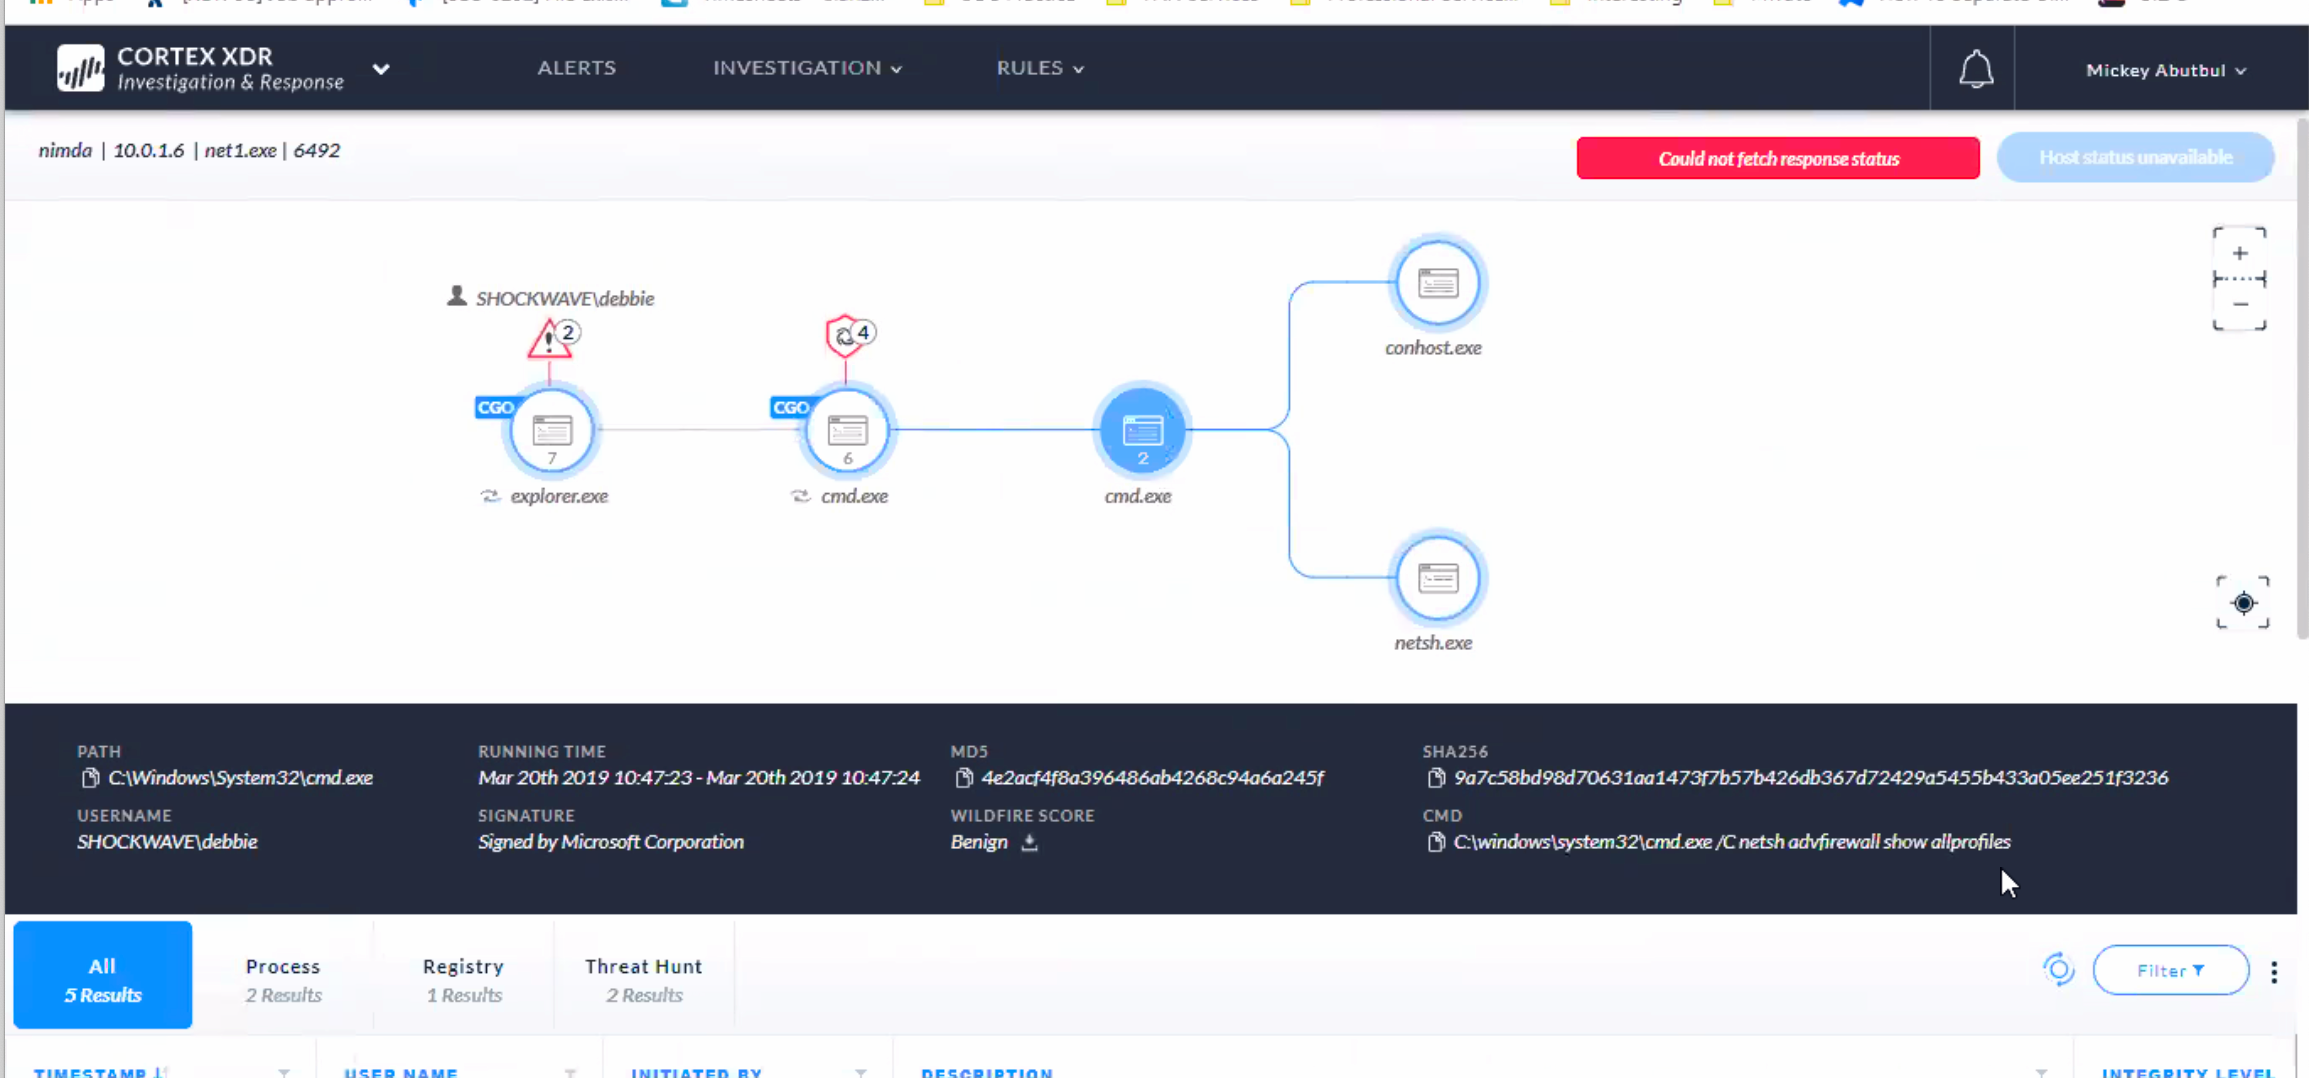 CORTEX XDR
Investigation & Response
ALERTS
INVESTIGATION
RULES
Mickey Abutbul
nimda | 10.0.1.6 | net1.exe | 6492
Could not fetch response status
Host status unavailable
SHOCKWAVE\debbie
2
4
CGO
CGO
7
6
2
explorer.exe
cmd.exe
cmd.exe
conhost.exe
netsh.exe
PATH
C:\Windows\System32\cmd.exe
RUNNING TIME
Mar 20th 2019 10:47:23 - Mar 20th 2019 10:47:24
MD5
4e2acf4f8a396486ab4268c94a6a245f
SHA256
9a7c58bd98d70631aa1473f7b57b426db367d72429a5455b433a05ee251f3236
USERNAME
SHOCKWAVE\debbie
SIGNATURE
Signed by Microsoft Corporation
WILDFIRE SCORE
Benign
CMD
C:\windows\system32\cmd.exe /C netsh advfirewall show allprofiles
All
5 Results
Process
2 Results
Registry
1 Results
Threat Hunt
2 Results
Filter
TIMESTAMP
USER NAME
INITIATED BY
DESCRIPTION
INTEGRITY LEVEL